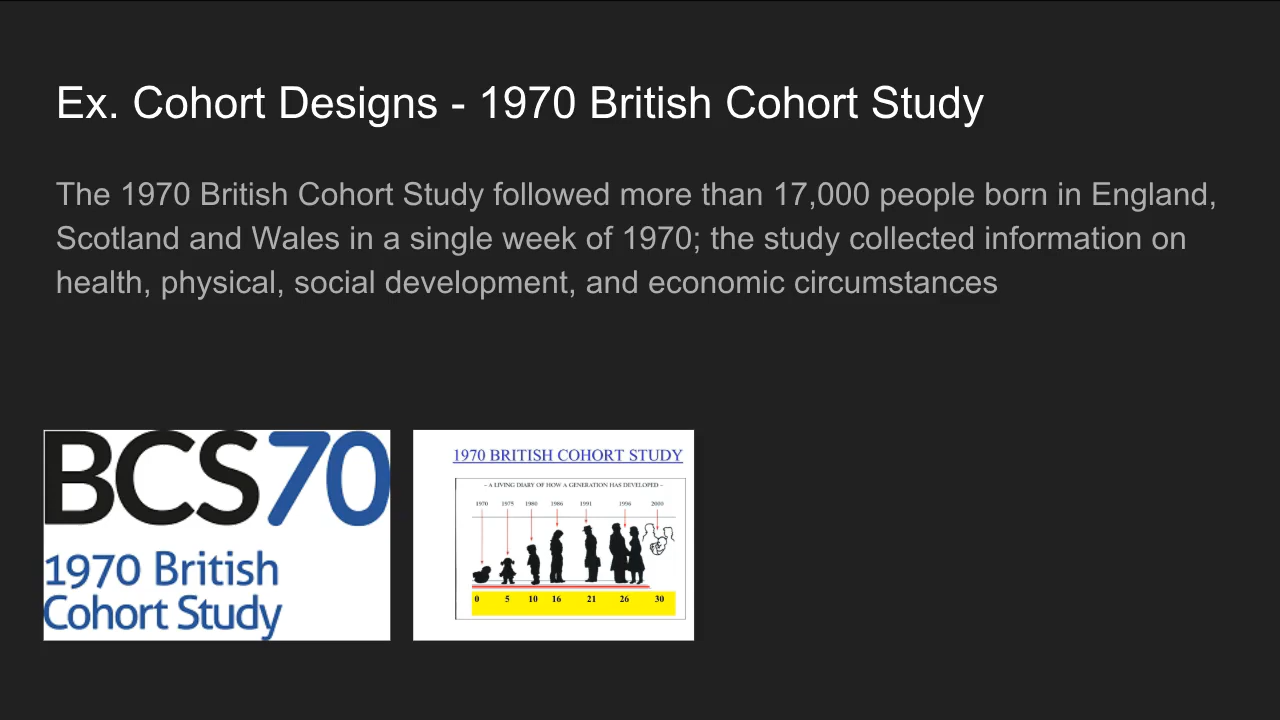 Ex. Cohort Designs - 1970 British Cohort Study
The 1970 British Cohort Study followed more than 17,000 people born in England,
Scotland and Wales in a single week of 1970; the study collected information on
health, physical, social development, and economic circumstances
BCS70
1970 British
Cohort Study
1970 BRITISH COHORT STUDY
– A LIVING DIARY OF HOW A GENERATION HAS DEVELOPED –
1970 1975 1980 1986 1991 1996 2000
0 5 10 16 21 26 30